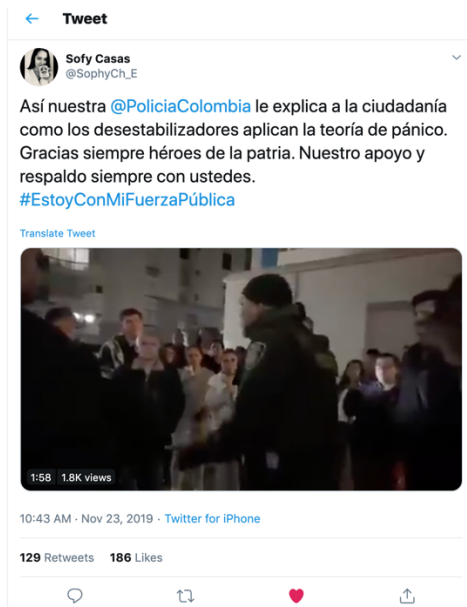 Tweet
Sofy Casas
@SophyCh_E
Así nuestra @PoliciaColombia le explica a la ciudadanía
como los desestabilizadores aplican la teoría de pánico.
Gracias siempre héroes de la patria. Nuestro apoyo y
respaldo siempre con ustedes.
#EstoyConMiFuerzaPública
Translate Tweet
1:58 1.8K views
10:43 AM · Nov 23, 2019 · Twitter for iPhone
129 Retweets 186 Likes